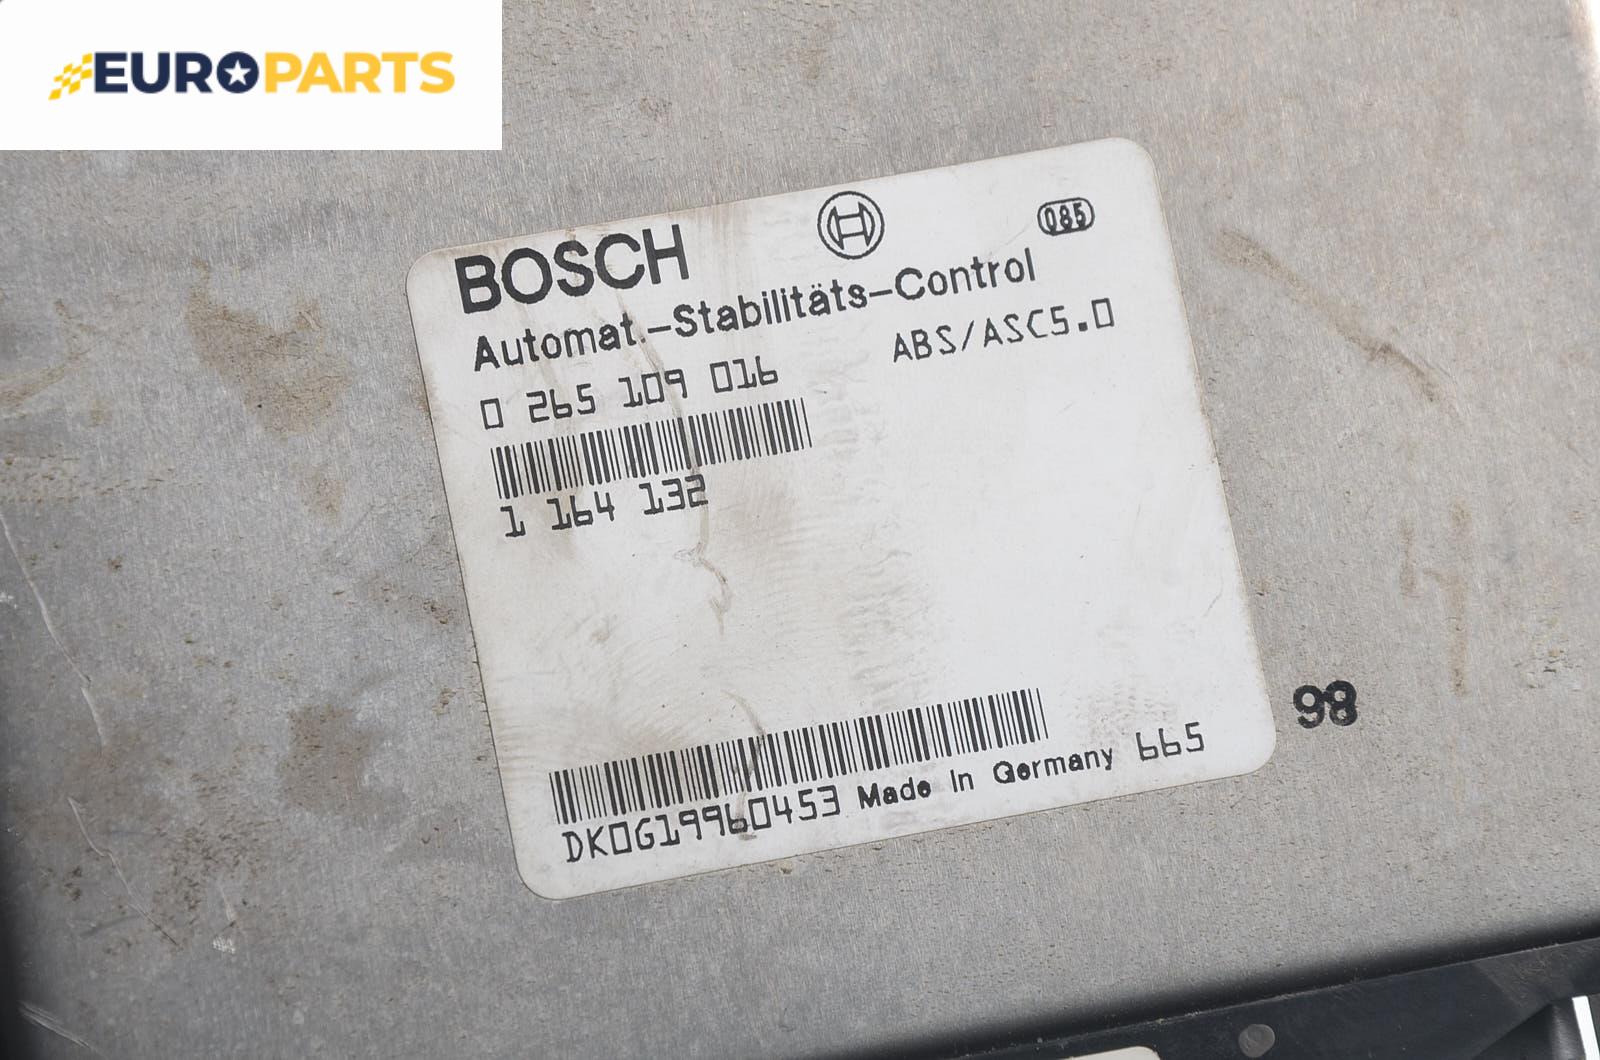 EUROPARTS
BOSCH
085
Automat.-Stabilitäts-Control
0 265 109 016 ABS/ASC5.0
1 164 132
DK0G19960453 Made In Germany 665
98